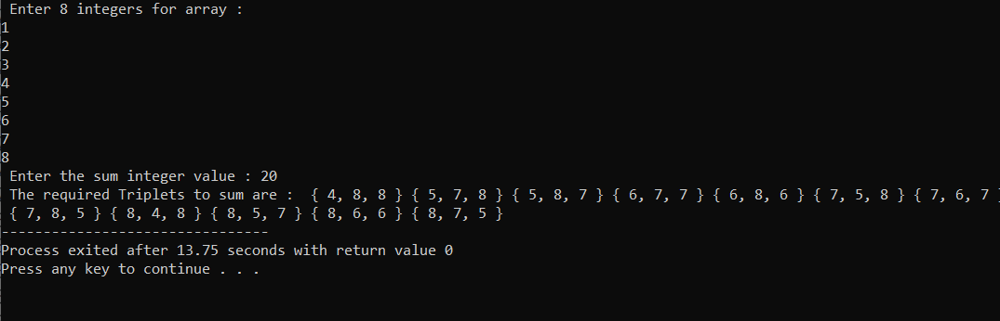 Enter 8 integers for array :
1
2
3
4
5
6
7
8
Enter the sum integer value : 20
The required Triplets to sum are :  { 4, 8, 8 } { 5, 7, 8 } { 5, 8, 7 } { 6, 7, 7 } { 6, 8, 6 } { 7, 5, 8 } { 7, 6, 7 }
{ 7, 8, 5 } { 8, 4, 8 } { 8, 5, 7 } { 8, 6, 6 } { 8, 7, 5 }
--------------------------------
Process exited after 13.75 seconds with return value 0
Press any key to continue . . .